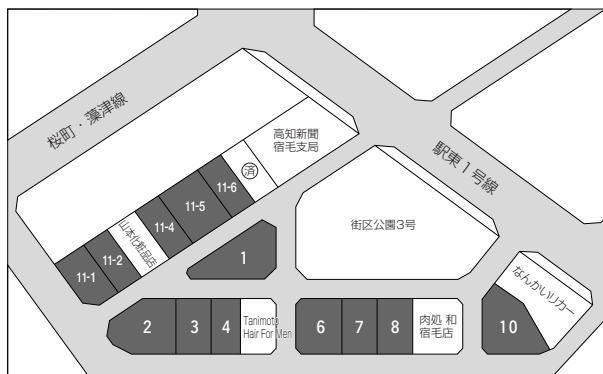 桜町・藻津線
高知新聞
宿毛支局
駅東1号線
済
11-6
11-5
11-4
山本化粧品店
11-2
11-1
街区公園3号
1
なんかいリカー
2
3
4
Tanimoto
Hair For Men
6
7
8
肉処 和
宿毛店
10